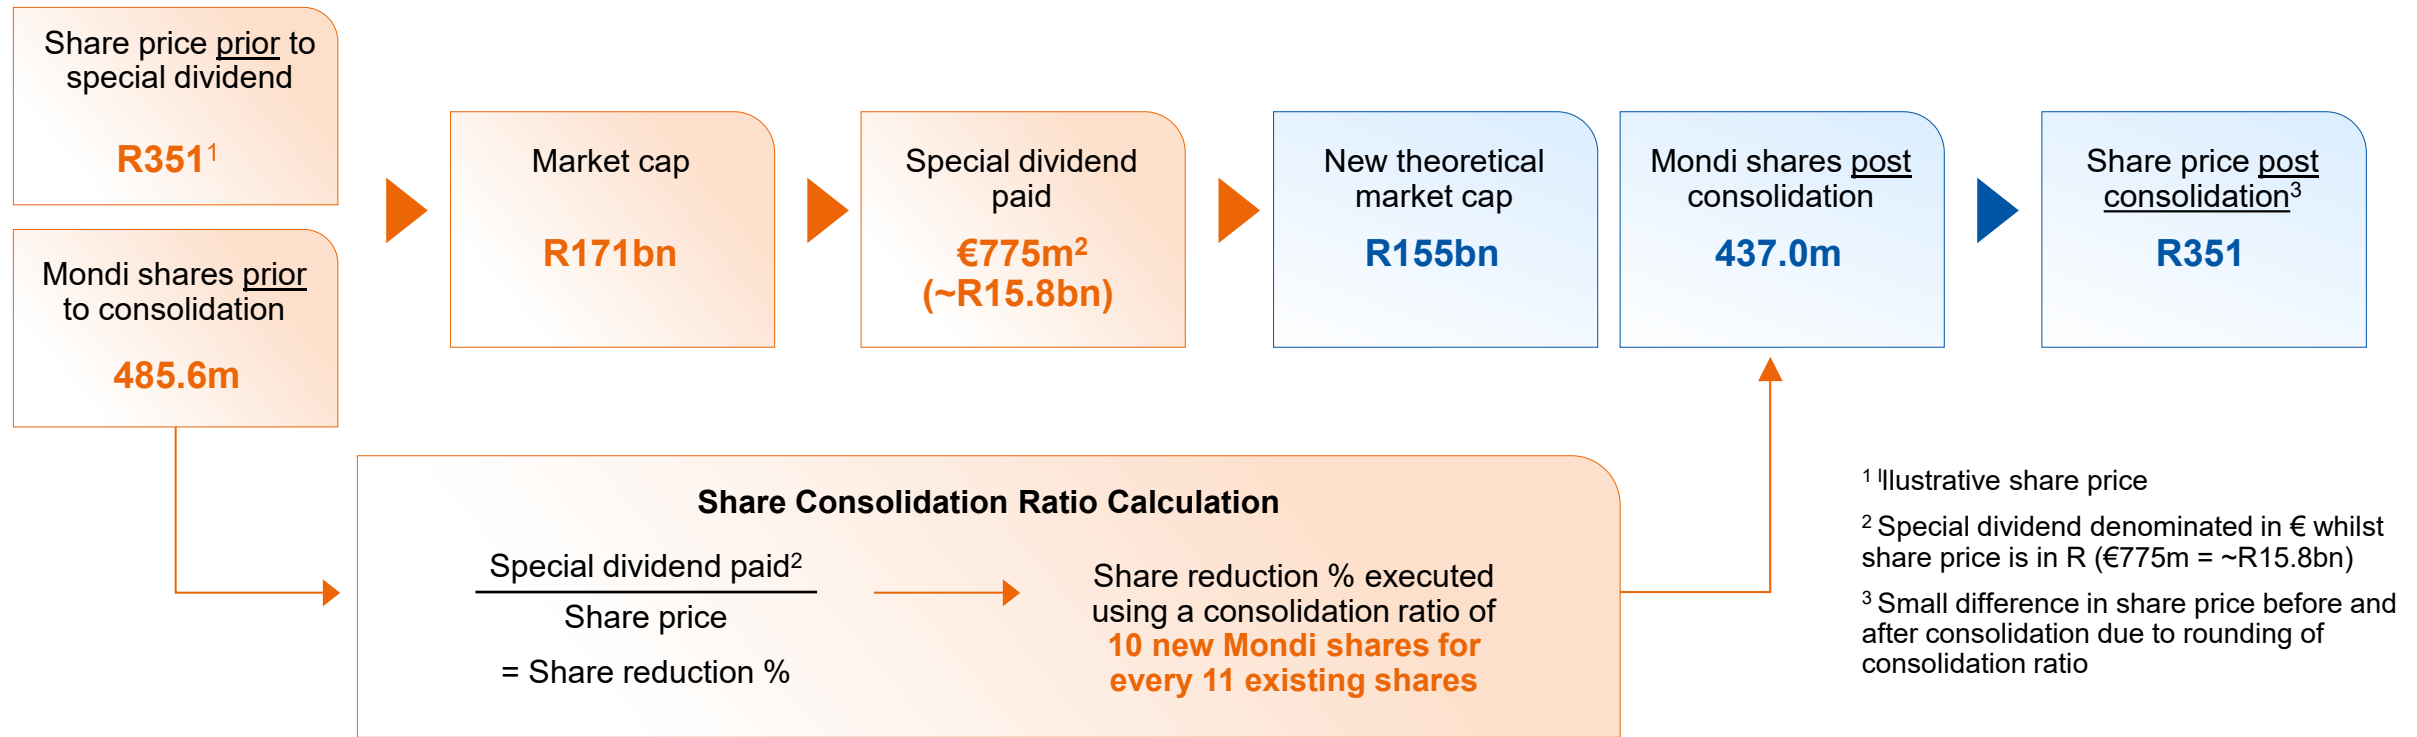 Share price prior to
special dividend
R351¹
Mondi shares prior
to consolidation
485.6m
Market cap
R171bn
Special dividend
paid
€775m²
(~R15.8bn)
New theoretical
market cap
R155bn
Mondi shares post
consolidation
437.0m
Share price post
consolidation³
R351
Share Consolidation Ratio Calculation
Special dividend paid²
Share price
= Share reduction %
Share reduction % executed
using a consolidation ratio of
10 new Mondi shares for
every 11 existing shares
¹ Illustrative share price
² Special dividend denominated in € whilst
share price is in R (€775m = ~R15.8bn)
³ Small difference in share price before and
after consolidation due to rounding of
consolidation ratio